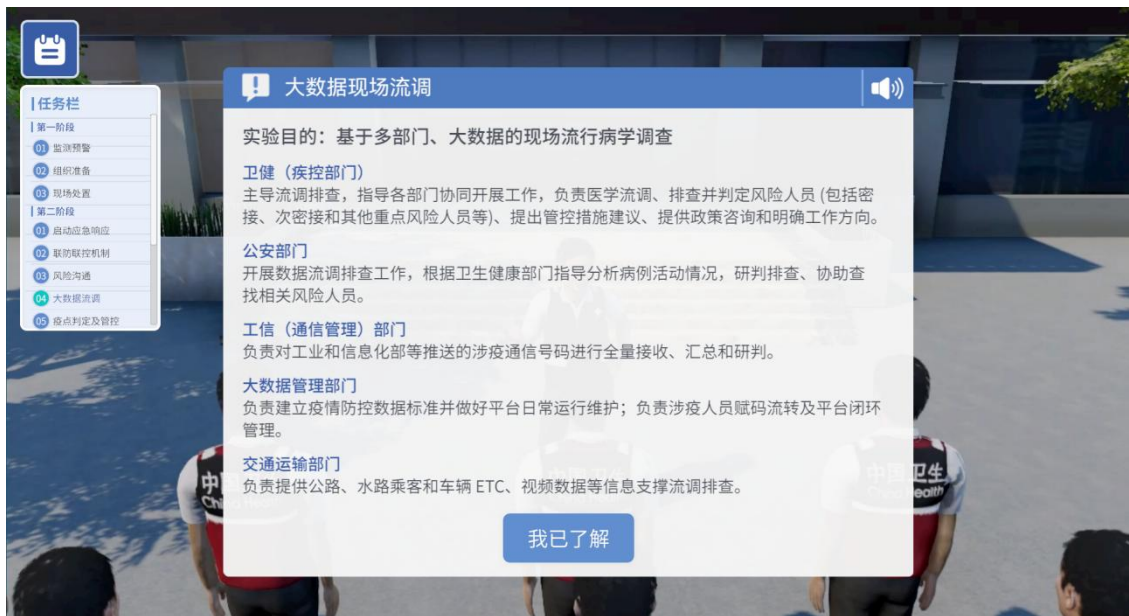 任务栏
第一阶段
01 监测预警
02 组织准备
03 现场处置
第二阶段
01 启动应急响应
02 联防联控机制
03 风险沟通
04 大数据流调
05 疫点判定及管控
大数据现场流调
实验目的：基于多部门、大数据的现场流行病学调查
卫健（疾控部门）
主导流调排查，指导各部门协同开展工作，负责医学流调、排查并判定风险人员 (包括密
接、次密接和其他重点风险人员等)、提出管控措施建议、提供政策咨询和明确工作方向。
公安部门
开展数据流调排查工作，根据卫生健康部门指导分析病例活动情况，研判排查、协助查
找相关风险人员。
工信（通信管理）部门
负责对工业和信息化部等推送的涉疫通信号码进行全量接收、汇总和研判。
大数据管理部门
负责建立疫情防控数据标准并做好平台日常运行维护；负责涉疫人员赋码流转及平台闭环
管理。
交通运输部门
负责提供公路、水路乘客和车辆 ETC、视频数据等信息支撑流调排查。
我已了解
中
Chi
中国卫生
China Health